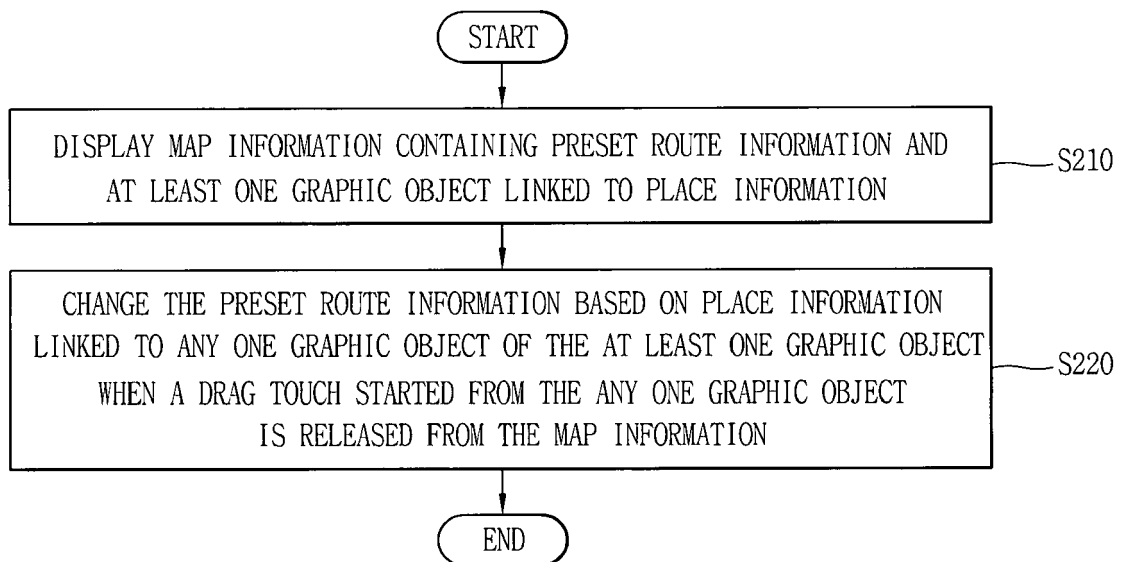 START
DISPLAY MAP INFORMATION CONTAINING PRESET ROUTE INFORMATION AND
AT LEAST ONE GRAPHIC OBJECT LINKED TO PLACE INFORMATION
S210
CHANGE THE PRESET ROUTE INFORMATION BASED ON PLACE INFORMATION
LINKED TO ANY ONE GRAPHIC OBJECT OF THE AT LEAST ONE GRAPHIC OBJECT
WHEN A DRAG TOUCH STARTED FROM THE ANY ONE GRAPHIC OBJECT
IS RELEASED FROM THE MAP INFORMATION
S220
END